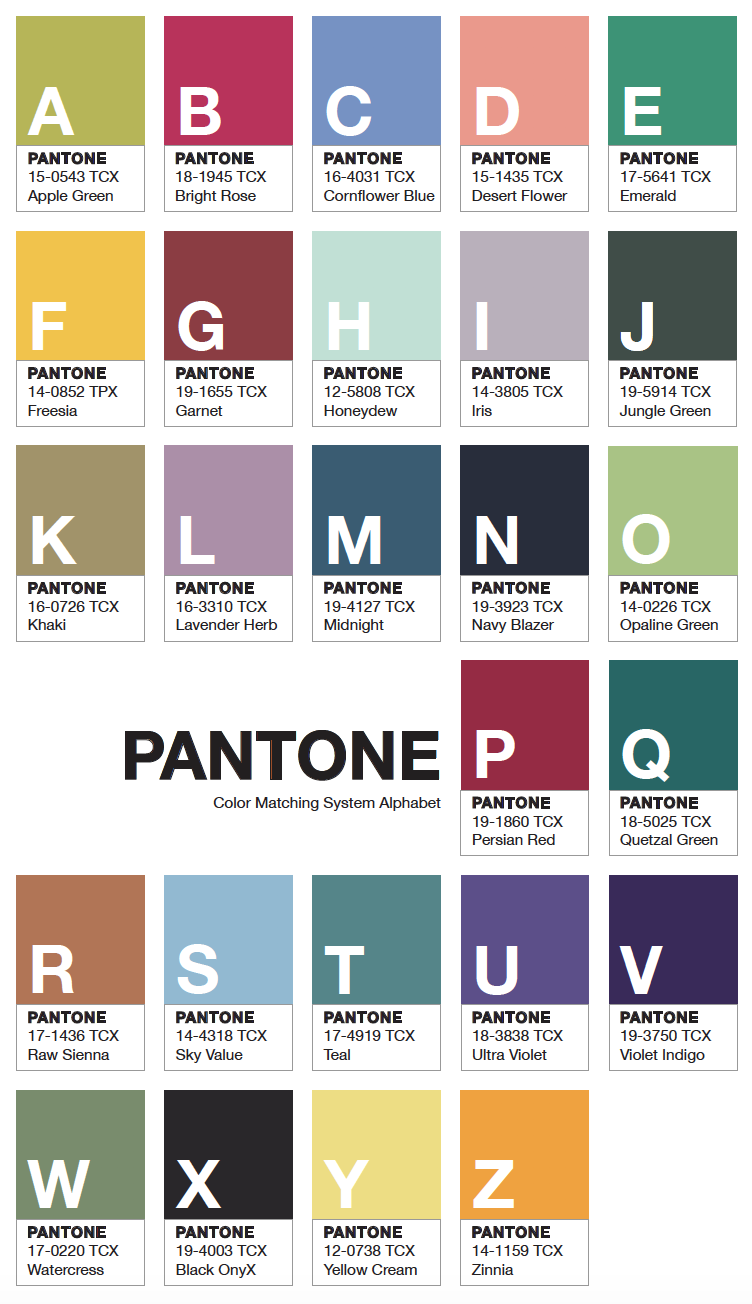 A
PANTONE
15-0543 TCX
Apple Green
B
PANTONE
18-1945 TCX
Bright Rose
C
PANTONE
16-4031 TCX
Cornflower Blue
D
PANTONE
15-1435 TCX
Desert Flower
E
PANTONE
17-5641 TCX
Emerald
F
PANTONE
14-0852 TPX
Freesia
G
PANTONE
19-1655 TCX
Garnet
H
PANTONE
12-5808 TCX
Honeydew
I
PANTONE
14-3805 TCX
Iris
J
PANTONE
19-5914 TCX
Jungle Green
K
PANTONE
16-0726 TCX
Khaki
L
PANTONE
16-3310 TCX
Lavender Herb
M
PANTONE
19-4127 TCX
Midnight
N
PANTONE
19-3923 TCX
Navy Blazer
O
PANTONE
14-0226 TCX
Opaline Green
PANTONE
Color Matching System Alphabet
P
PANTONE
19-1860 TCX
Persian Red
Q
PANTONE
18-5025 TCX
Quetzal Green
R
PANTONE
17-1436 TCX
Raw Sienna
S
PANTONE
14-4318 TCX
Sky Value
T
PANTONE
17-4919 TCX
Teal
U
PANTONE
18-3838 TCX
Ultra Violet
V
PANTONE
19-3750 TCX
Violet Indigo
W
PANTONE
17-0220 TCX
Watercress
X
PANTONE
19-4003 TCX
Black OnyX
Y
PANTONE
12-0738 TCX
Yellow Cream
Z
PANTONE
14-1159 TCX
Zinnia